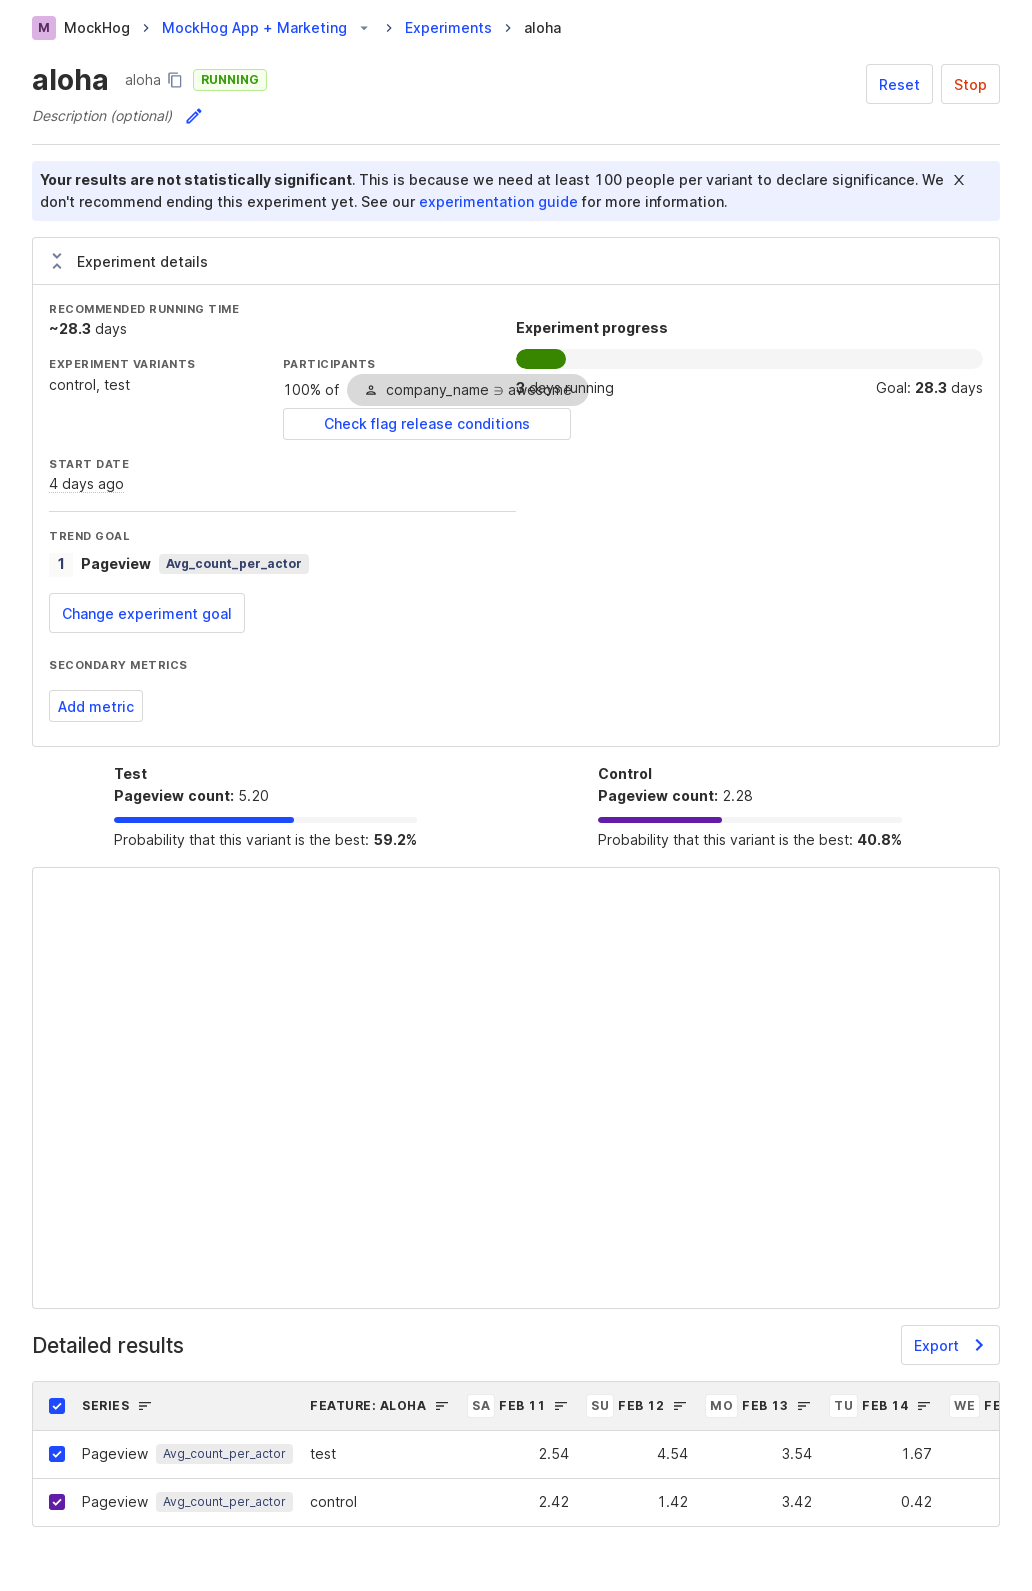 M MockHog > MockHog App + Marketing > Experiments > aloha
aloha aloha RUNNING
Reset Stop
Description (optional)
Your results are not statistically significant. This is because we need at least 100 people per variant to declare significance. We
don't recommend ending this experiment yet. See our experimentation guide for more information.
Experiment details
RECOMMENDED RUNNING TIME
~28.3 days
Experiment progress
3 days running Goal: 28.3 days
EXPERIMENT VARIANTS
control, test
PARTICIPANTS
100% of company_name ∋ awesome
Check flag release conditions
START DATE
4 days ago
TREND GOAL
1 Pageview Avg_count_per_actor
Change experiment goal
SECONDARY METRICS
Add metric
Test
Pageview count: 5.20
Probability that this variant is the best: 59.2%
Control
Pageview count: 2.28
Probability that this variant is the best: 40.8%
Detailed results
Export
SERIES FEATURE: ALOHA SA FEB 11 SU FEB 12 MO FEB 13 TU FEB 14 WE FE
Pageview Avg_count_per_actor test 2.54 4.54 3.54 1.67
Pageview Avg_count_per_actor control 2.42 1.42 3.42 0.42